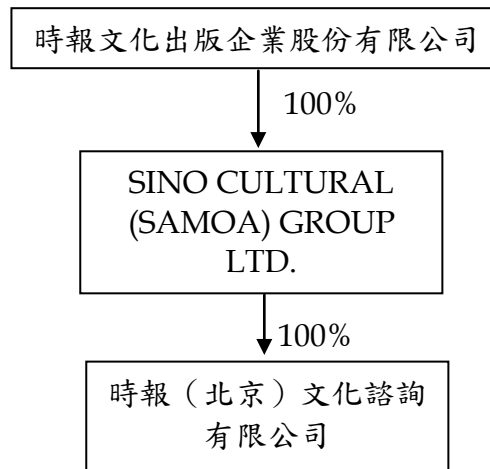 時報文化出版企業股份有限公司
100%
SINO CULTURAL
(SAMOA) GROUP
LTD.
100%
時報（北京）文化諮詢
有限公司